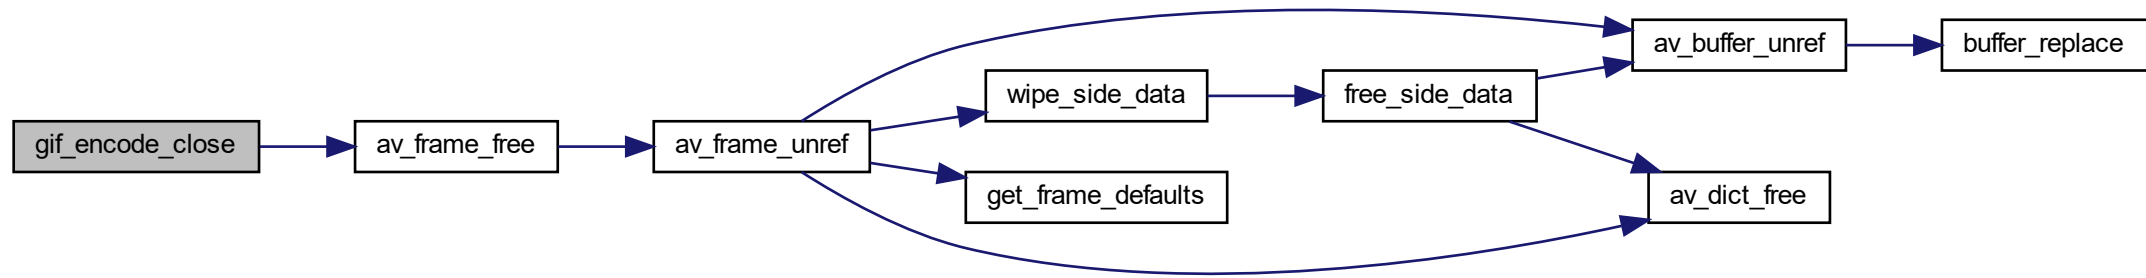 gif_encode_close
av_frame_free
av_frame_unref
wipe_side_data
get_frame_defaults
free_side_data
av_buffer_unref
av_dict_free
buffer_replace